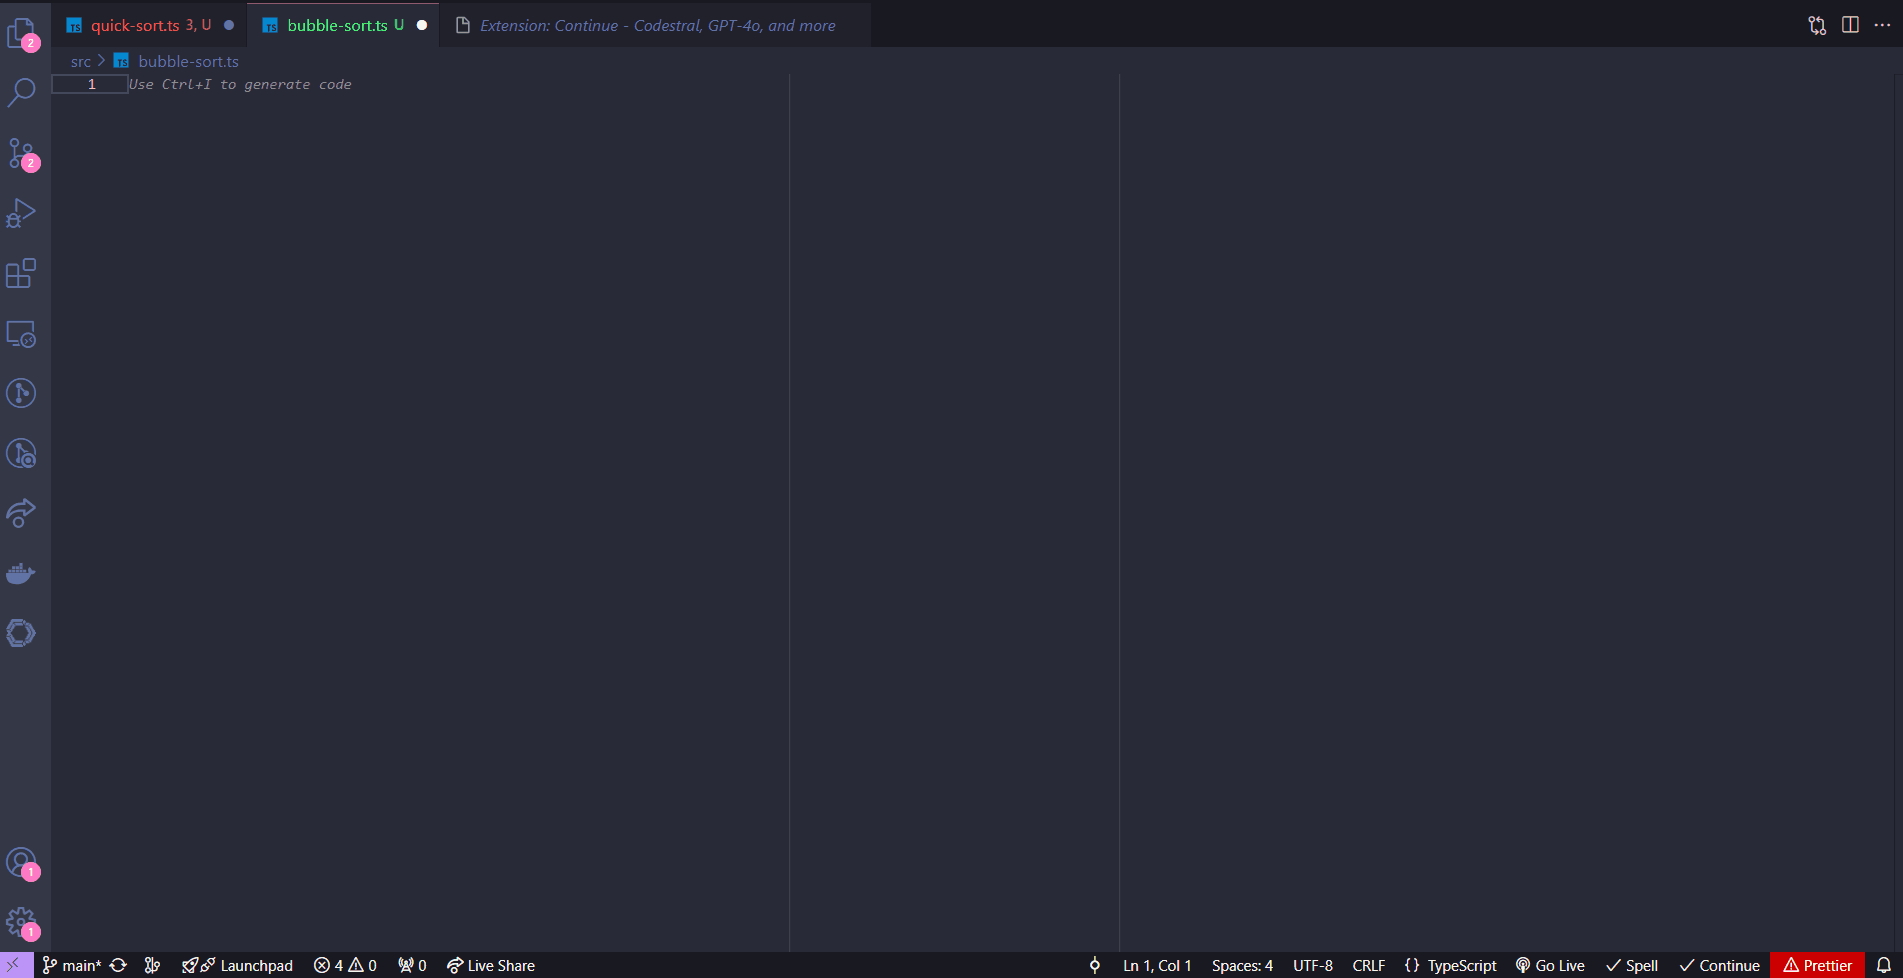 2
TS quick-sort.ts 3, U
TS bubble-sort.ts U
Extension: Continue - Codestral, GPT-4o, and more
src > TS bubble-sort.ts
1 Use Ctrl+I to generate code
2
1
1
main* Launchpad 4 0 0 Live Share
Ln 1, Col 1 Spaces: 4 UTF-8 CRLF {} TypeScript Go Live Spell Continue Prettier